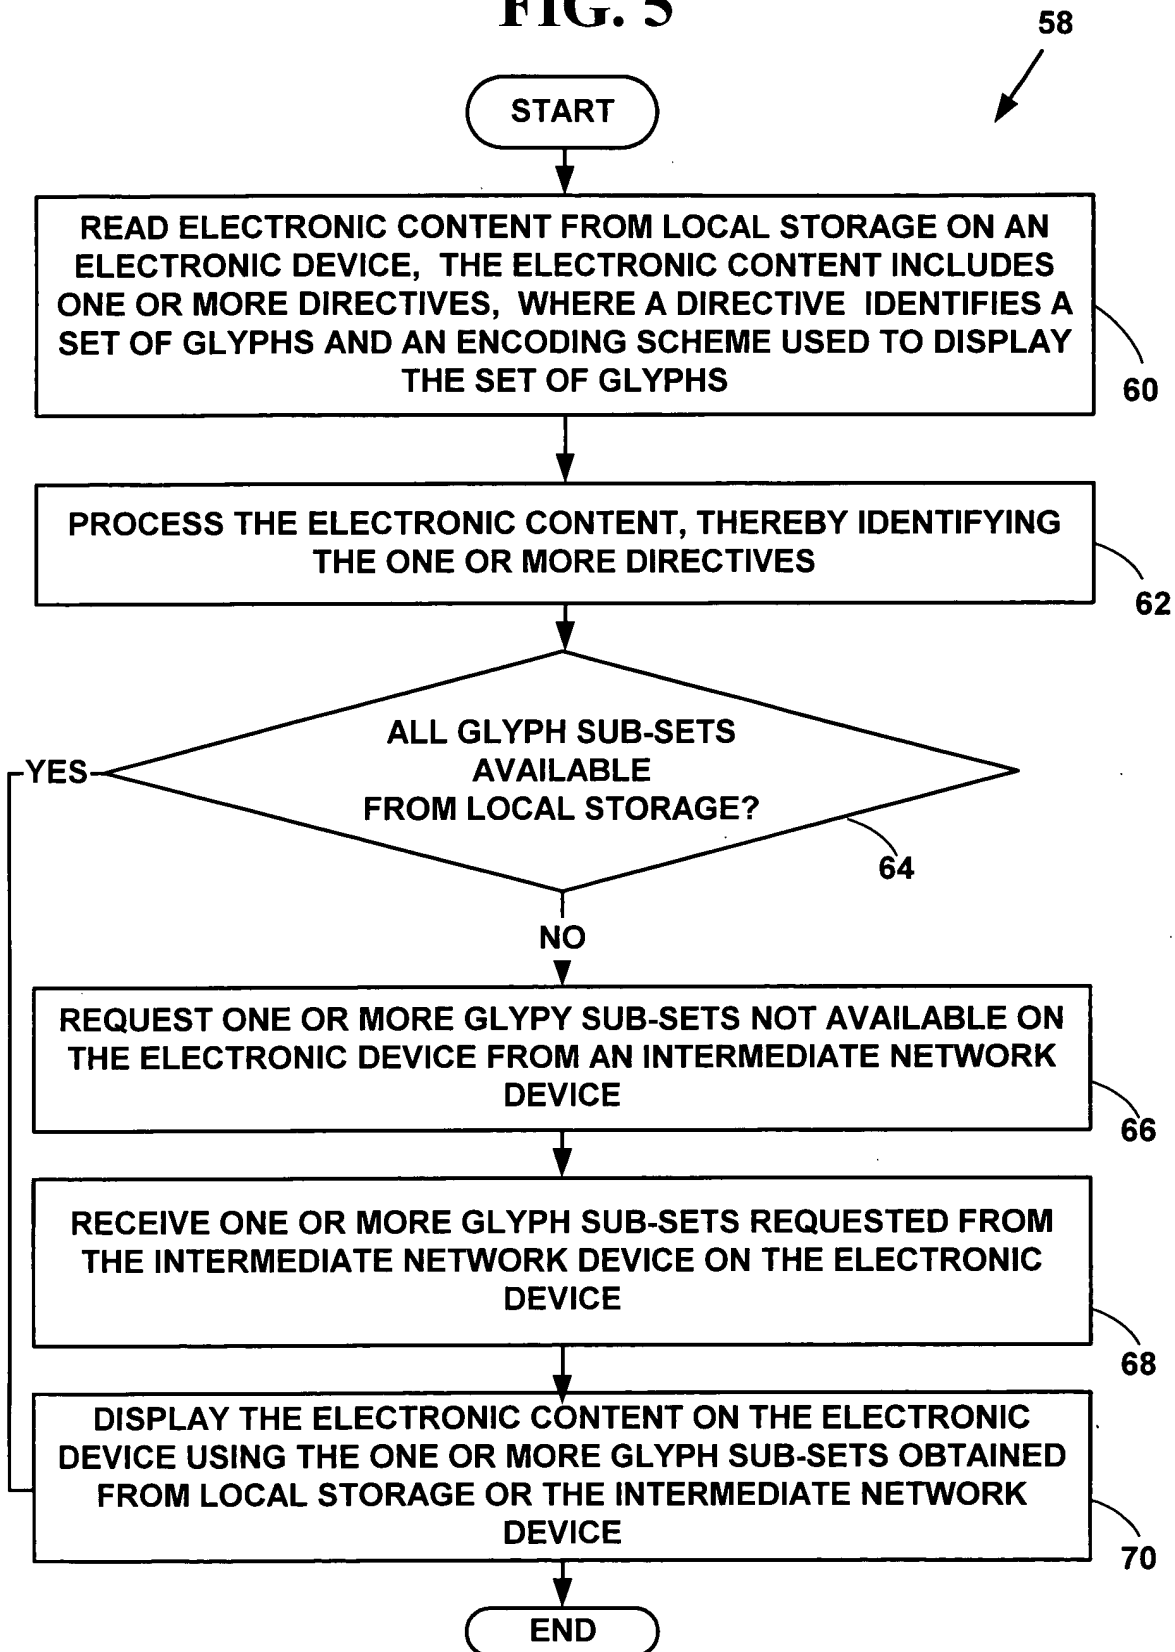 FIG. 5
58
START
READ ELECTRONIC CONTENT FROM LOCAL STORAGE ON AN
ELECTRONIC DEVICE, THE ELECTRONIC CONTENT INCLUDES
ONE OR MORE DIRECTIVES, WHERE A DIRECTIVE IDENTIFIES A
SET OF GLYPHS AND AN ENCODING SCHEME USED TO DISPLAY
THE SET OF GLYPHS
60
PROCESS THE ELECTRONIC CONTENT, THEREBY IDENTIFYING
THE ONE OR MORE DIRECTIVES
62
ALL GLYPH SUB-SETS
AVAILABLE
FROM LOCAL STORAGE?
YES
64
NO
REQUEST ONE OR MORE GLYPY SUB-SETS NOT AVAILABLE ON
THE ELECTRONIC DEVICE FROM AN INTERMEDIATE NETWORK
DEVICE
66
RECEIVE ONE OR MORE GLYPH SUB-SETS REQUESTED FROM
THE INTERMEDIATE NETWORK DEVICE ON THE ELECTRONIC
DEVICE
68
DISPLAY THE ELECTRONIC CONTENT ON THE ELECTRONIC
DEVICE USING THE ONE OR MORE GLYPH SUB-SETS OBTAINED
FROM LOCAL STORAGE OR THE INTERMEDIATE NETWORK
DEVICE
70
END